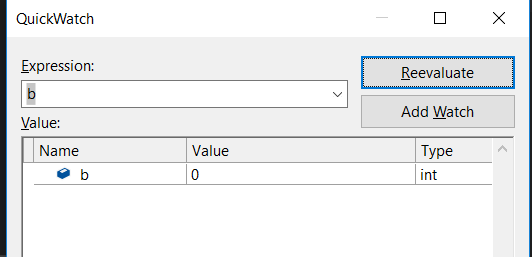 QuickWatch
Expression:
Reevaluate
b
Add Watch
Value:
Name Value Type
b 0 int